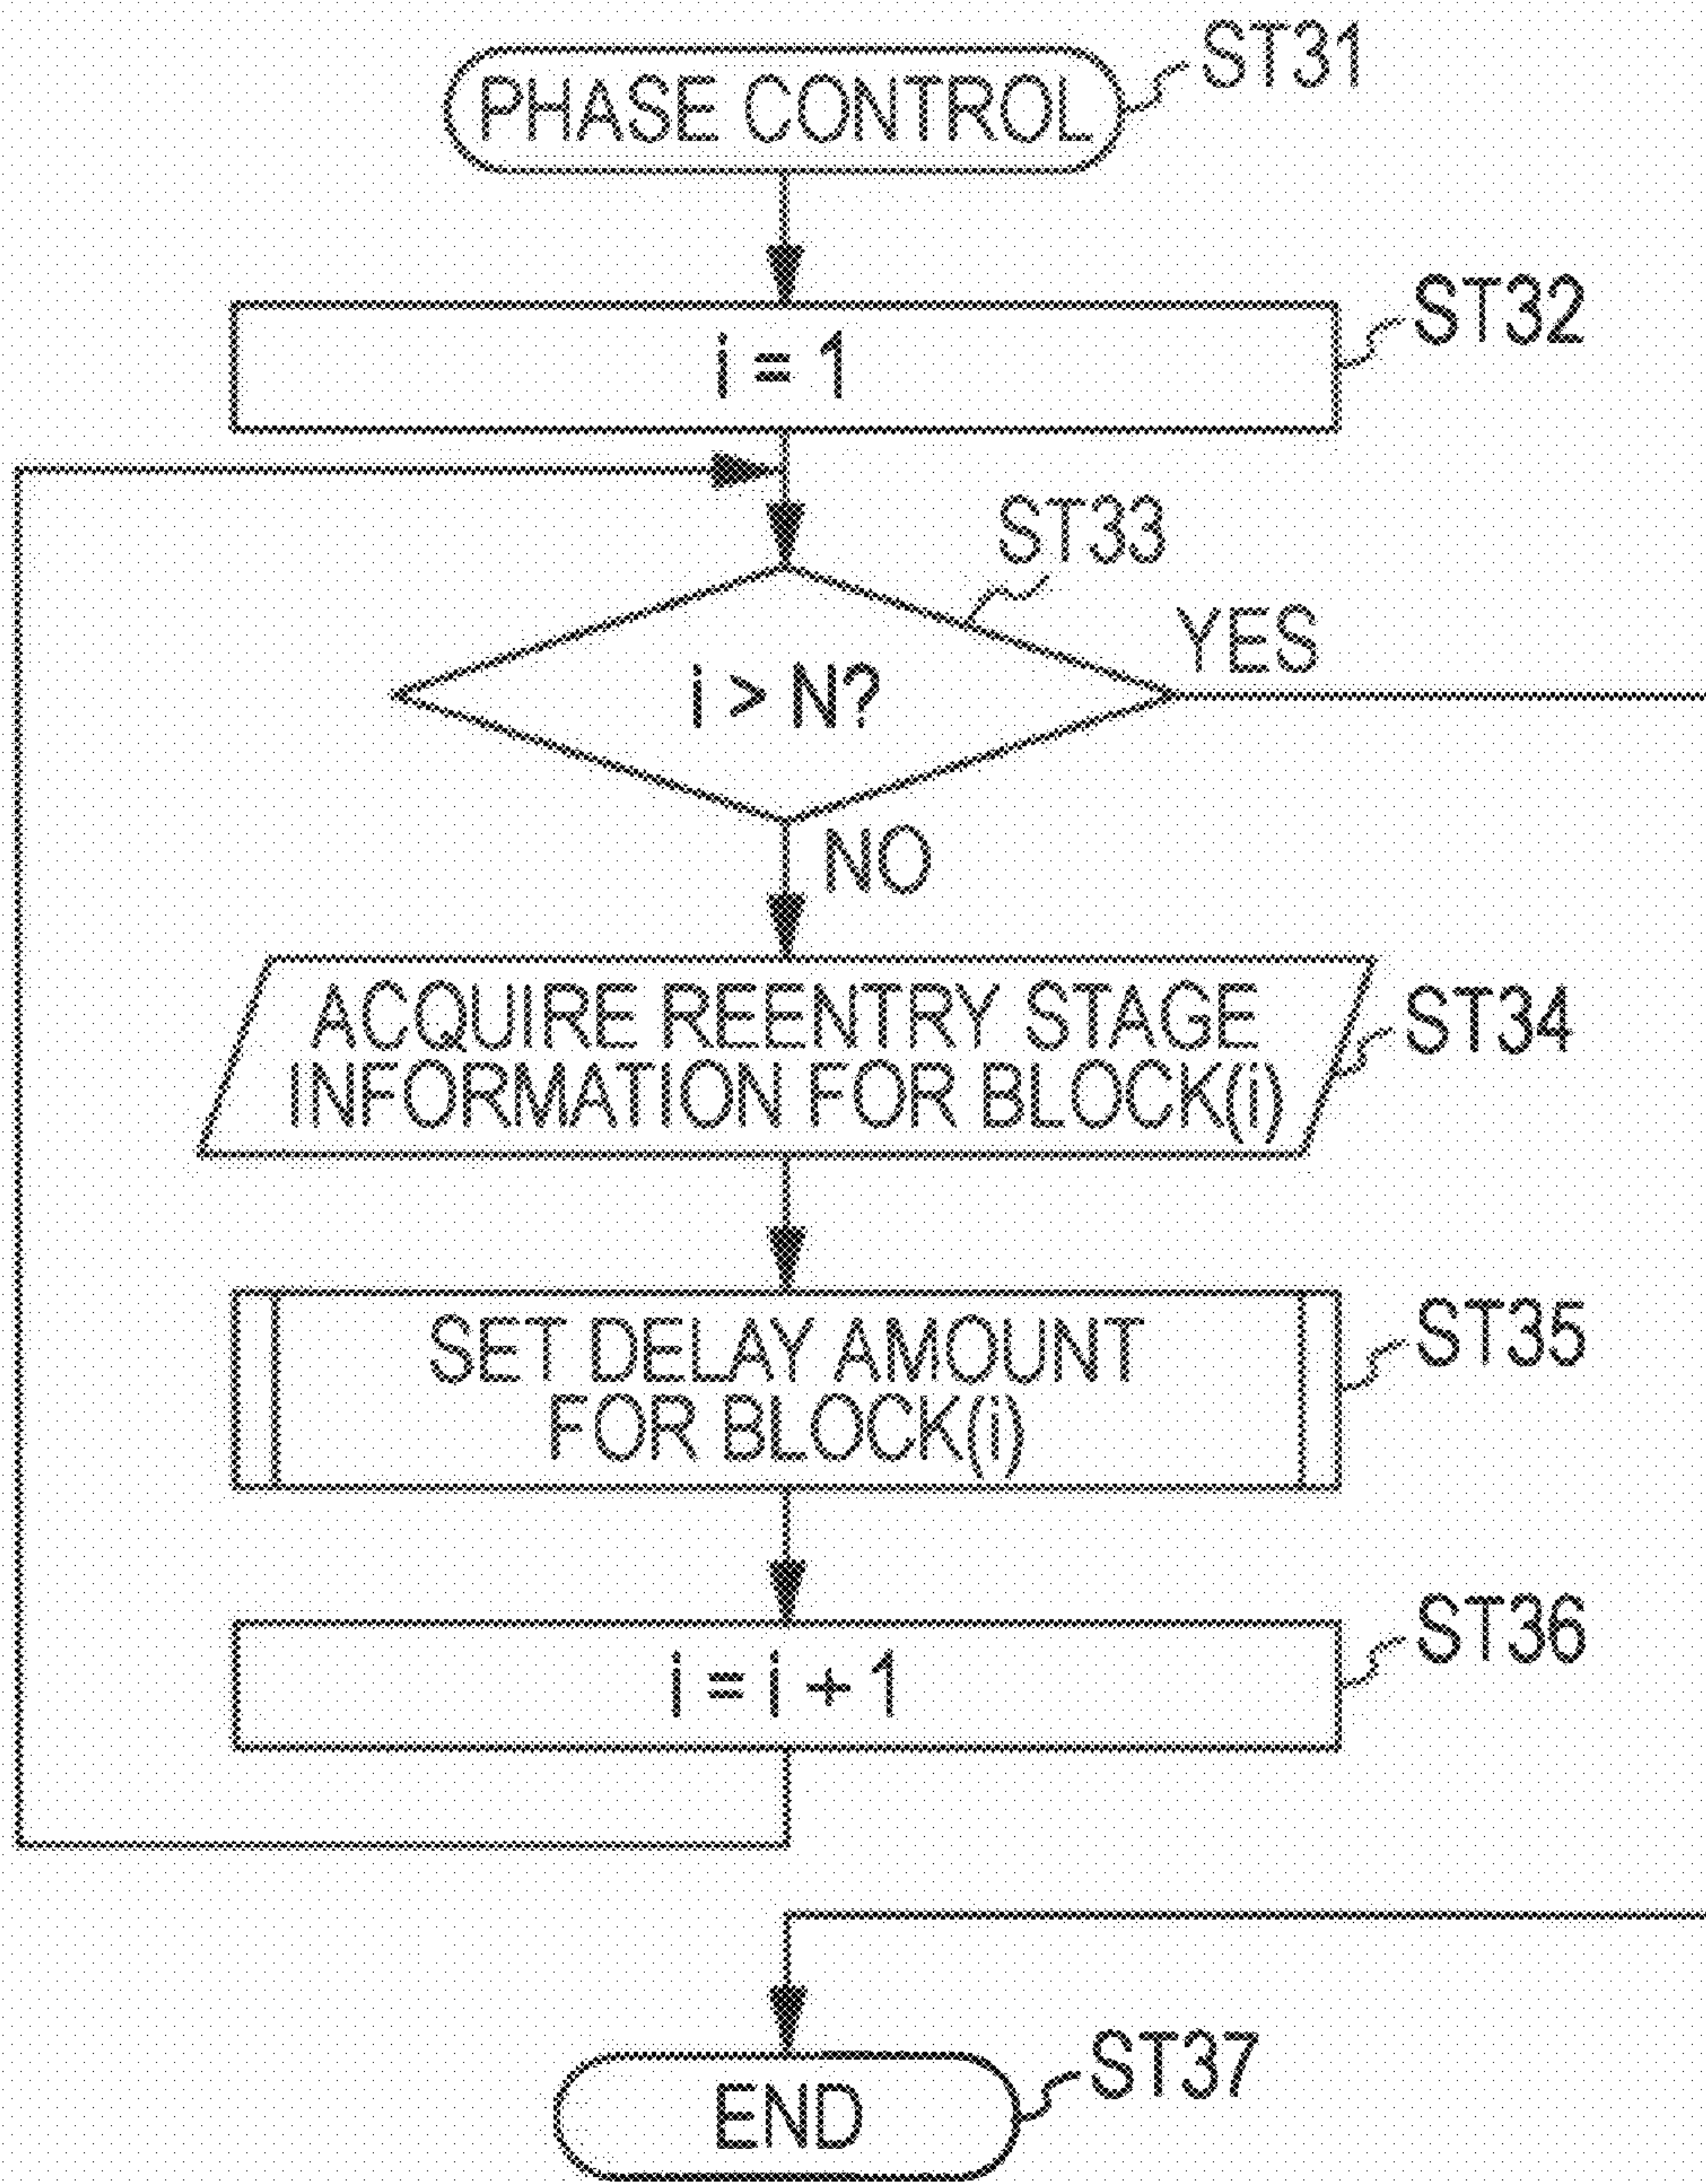 PHASE CONTROL
ST31
i = 1
ST32
ST33
i > N?
YES
NO
ACQUIRE REENTRY STAGE
INFORMATION FOR BLOCK(i)
ST34
SET DELAY AMOUNT
FOR BLOCK(i)
ST35
i = i + 1
ST36
END
ST37